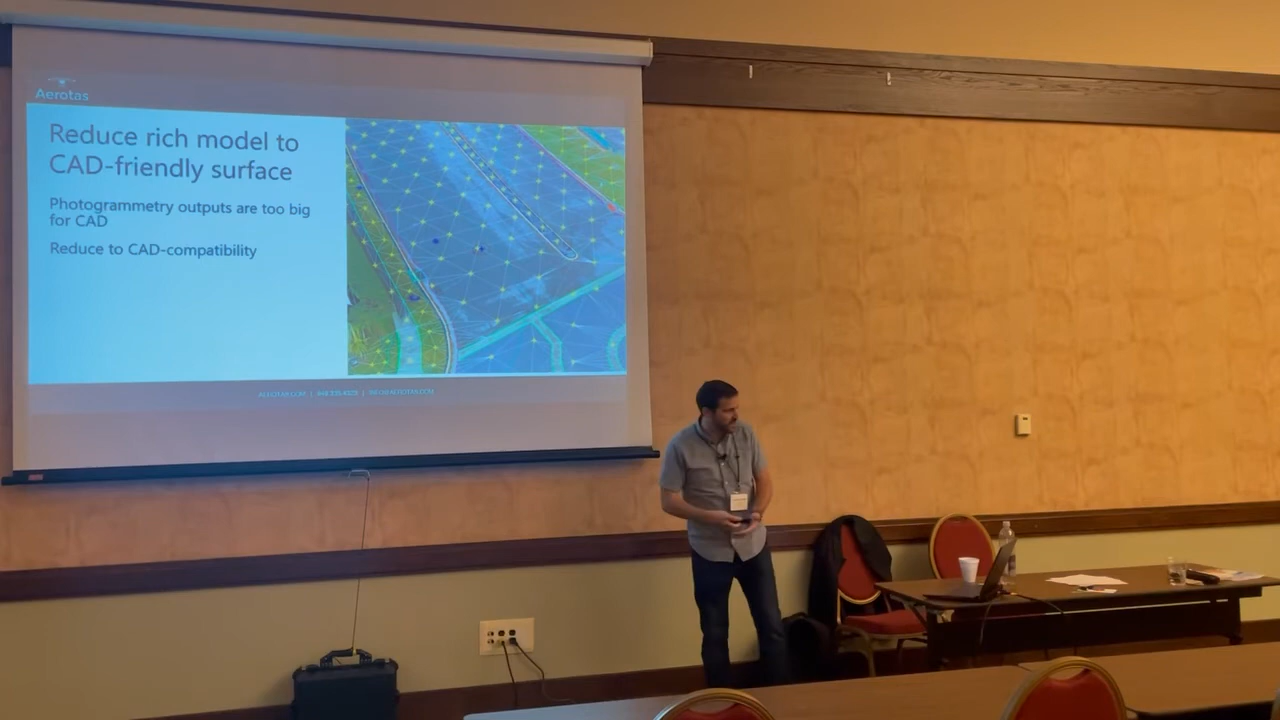 Aerotas
Reduce rich model to
CAD-friendly surface
Photogrammetry outputs are too big
for CAD
Reduce to CAD-compatibility